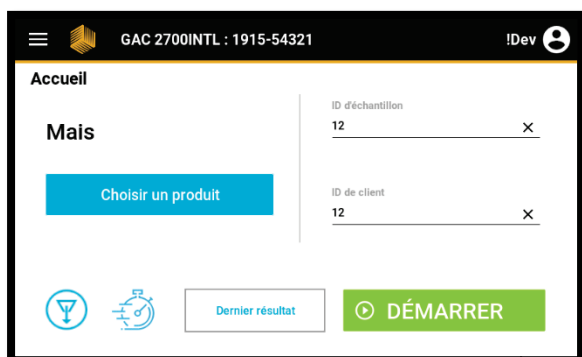 GAC 2700INTL : 1915-54321
!Dev
Accueil
Mais
Choisir un produit
ID d'échantillon
12
ID de client
12
Dernier résultat
DÉMARRER